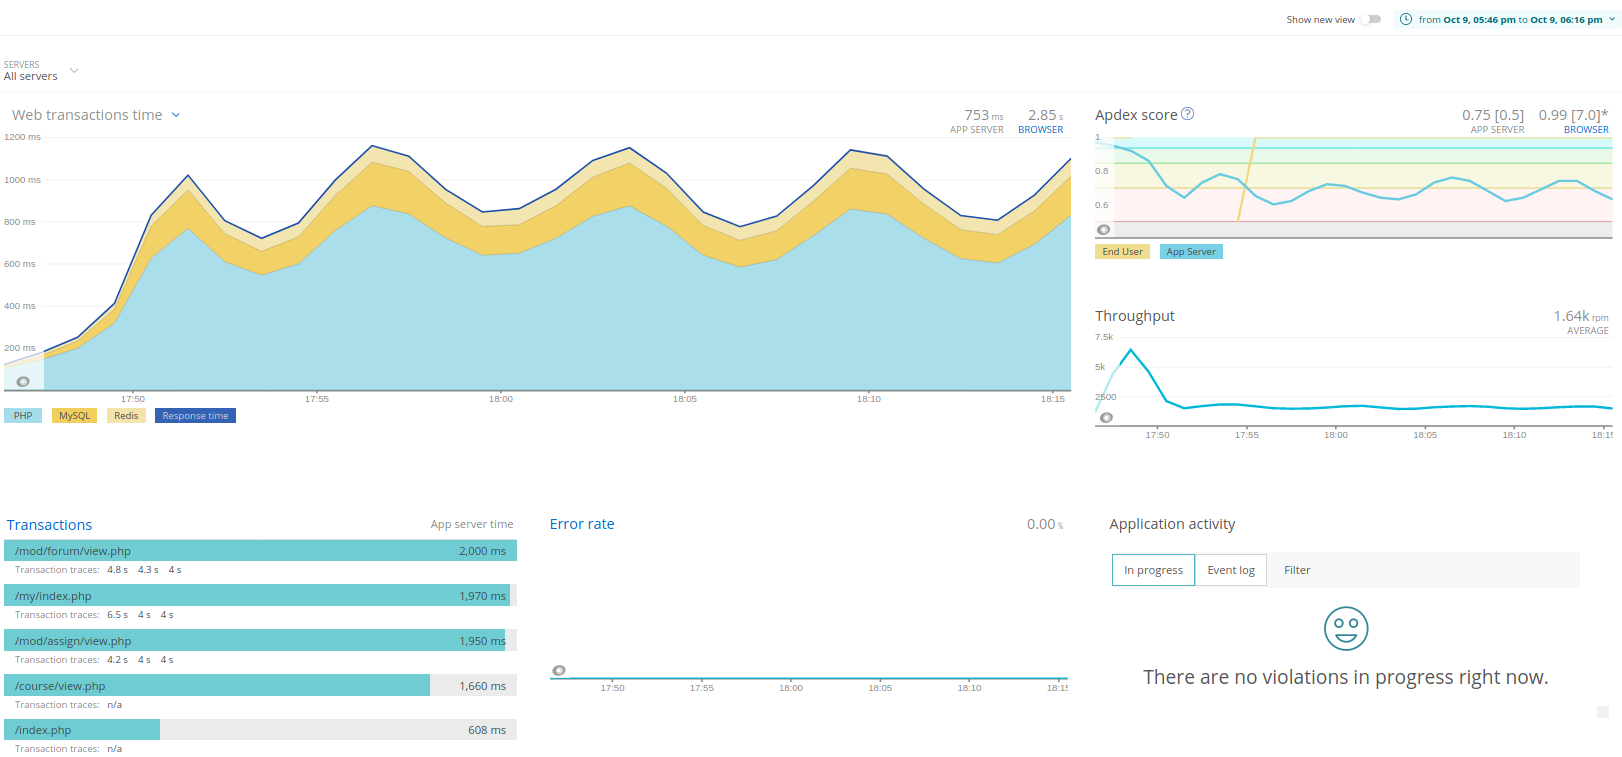 Show new view from Oct 9, 05:46 pm to Oct 9, 06:16 pm
SERVERS
All servers
Web transactions time
753 ms 2.85 s
APP SERVER BROWSER
1200 ms
1000 ms
800 ms
600 ms
400 ms
200 ms
17:50 17:55 18:00 18:05 18:10 18:15
PHP MySQL Redis Response time
Apdex score ? 0.75 [0.5] 0.99 [7.0]*
APP SERVER BROWSER
1
0.8
0.6
End User App Server
Throughput 1.64k rpm
AVERAGE
7.5k
5k
2500
17:50 17:55 18:00 18:05 18:10 18:15
Transactions App server time
/mod/forum/view.php 2,000 ms
Transaction traces: 4.8 s 4.3 s 4 s
/my/index.php 1,970 ms
Transaction traces: 6.5 s 4 s 4 s
/mod/assign/view.php 1,950 ms
Transaction traces: 4.2 s 4 s 4 s
/course/view.php 1,660 ms
Transaction traces: n/a
/index.php 608 ms
Transaction traces: n/a
Error rate 0.00 %
17:50 17:55 18:00 18:05 18:10 18:15
Application activity
In progress Event log Filter
There are no violations in progress right now.